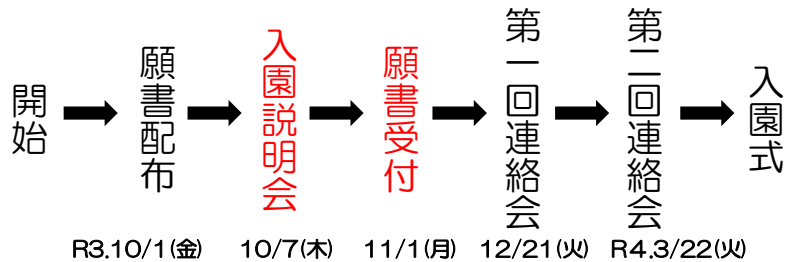 開始
願書配布
入園説明会
願書受付
第一回連絡会
第二回連絡会
入園式
R3.10/1(金)
10/7(木)
11/1(月)
12/21(火)
R4.3/22(火)